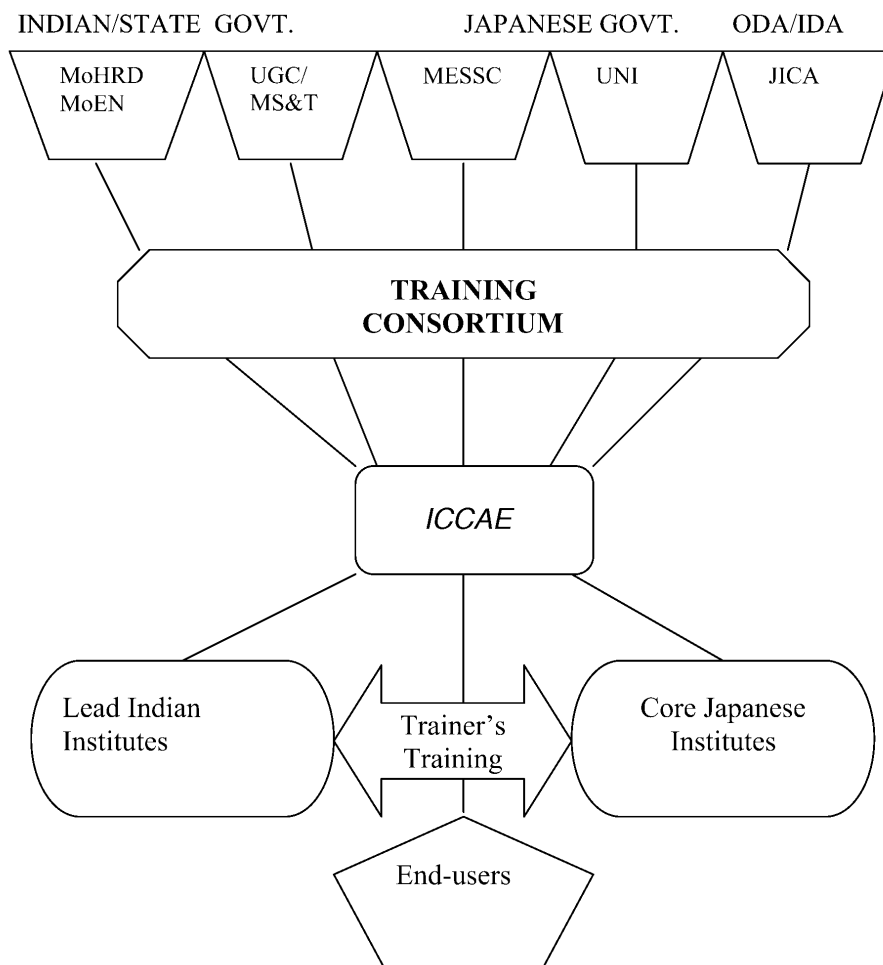 INDIAN/STATE GOVT. JAPANESE GOVT. ODA/IDA
MoHRD
MoEN
UGC/
MS&T
MESSC
UNI
JICA
TRAINING
CONSORTIUM
ICCAE
Lead Indian
Institutes
Trainer's
Training
Core Japanese
Institutes
End-users